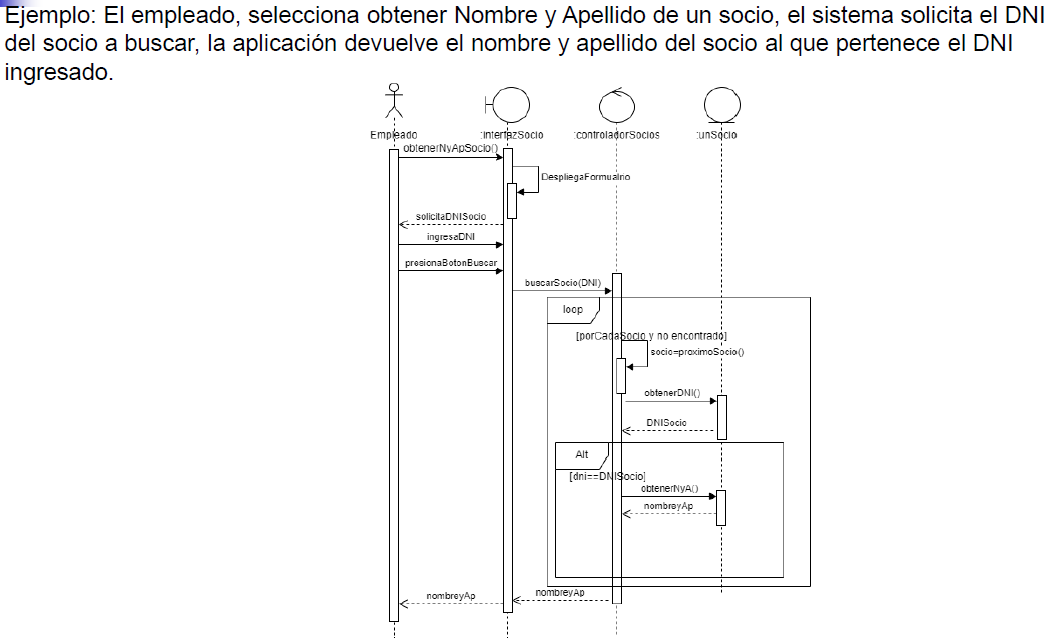 Ejemplo: El empleado, selecciona obtener Nombre y Apellido de un socio, el sistema solicita el DNI
del socio a buscar, la aplicación devuelve el nombre y apellido del socio al que pertenece el DNI
ingresado.
Empleado
:interfazSocio
:controladorSocios
:unSocio
obtenerNyApSocio()
DespliegaFormualrio
solicitaDNISocio
ingresaDNI
presionaBotonBuscar
buscarSocio(DNI)
loop
[porCadaSocio y no encontrado]
socio=proximoSocio()
obtenerDNI()
DNISocio
Alt
[dni==DNISocio]
obtenerNyA()
nombreyAp
nombreyAp
nombreyAp